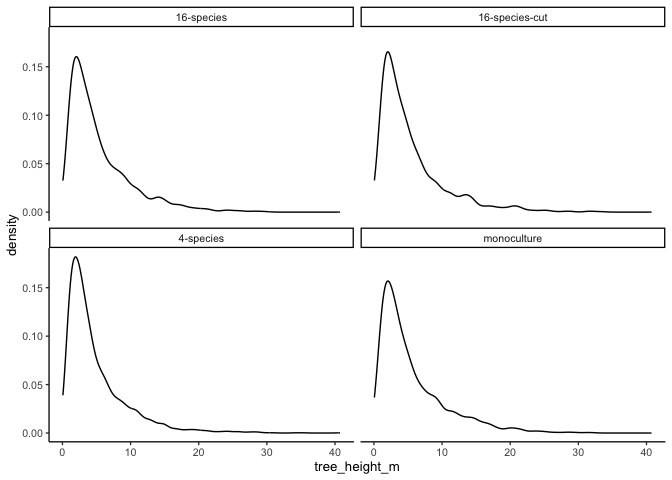 16-species
16-species-cut
0.15
0.10
0.05
0.00
density
4-species
monoculture
0.15
0.10
0.05
0.00
0 10 20 30 40 0 10 20 30 40
tree_height_m